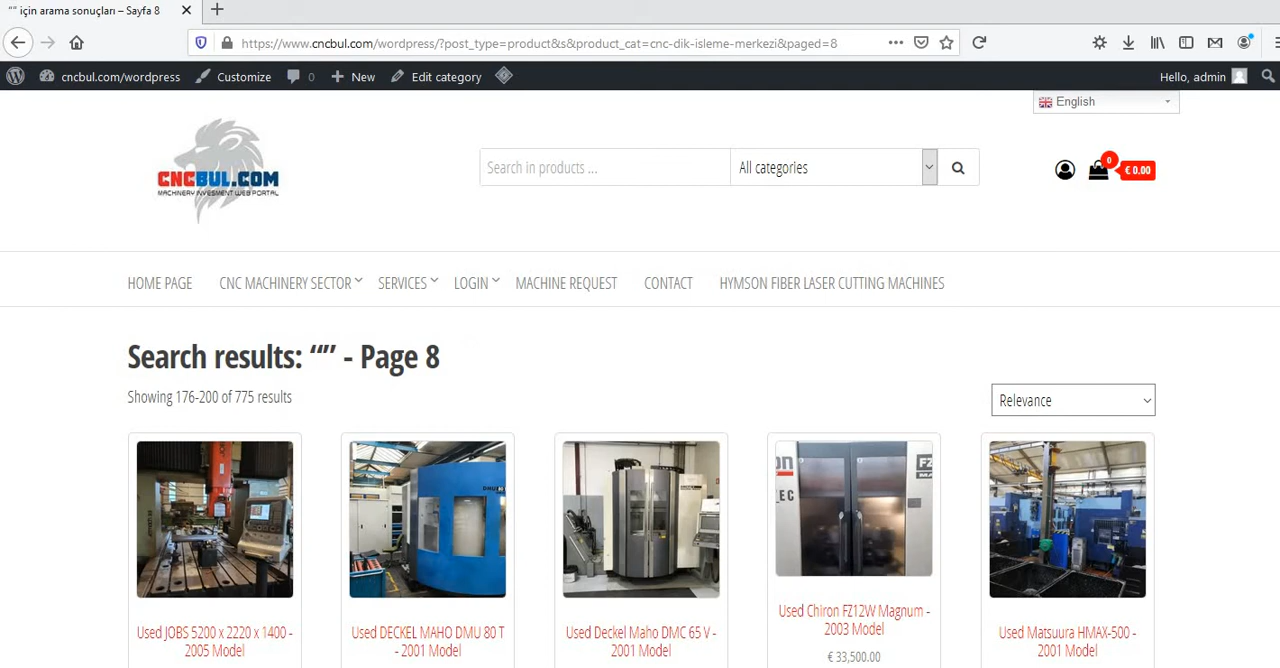 “” için arama sonuçları – Sayfa 8
https://www.cncbul.com/wordpress/?post_type=product&s&product_cat=cnc-dik-isleme-merkezi&paged=8
cncbul.com/wordpress Customize 0 New Edit category Hello, admin
English
CNCBUL.COM
MACHINERY INVESMENT WEB PORTAL
Search in products ... All categories
0
€ 0.00
HOME PAGE CNC MACHINERY SECTOR SERVICES LOGIN MACHINE REQUEST CONTACT HYMSON FIBER LASER CUTTING MACHINES
Search results: “” - Page 8
Showing 176-200 of 775 results
Relevance
Used JOBS 5200 x 2220 x 1400 -
2005 Model
Used DECKEL MAHO DMU 80 T
- 2001 Model
Used Deckel Maho DMC 65 V -
2001 Model
Used Chiron FZ12W Magnum -
2003 Model
€ 33,500.00
Used Matsuura HMAX-500 -
2001 Model